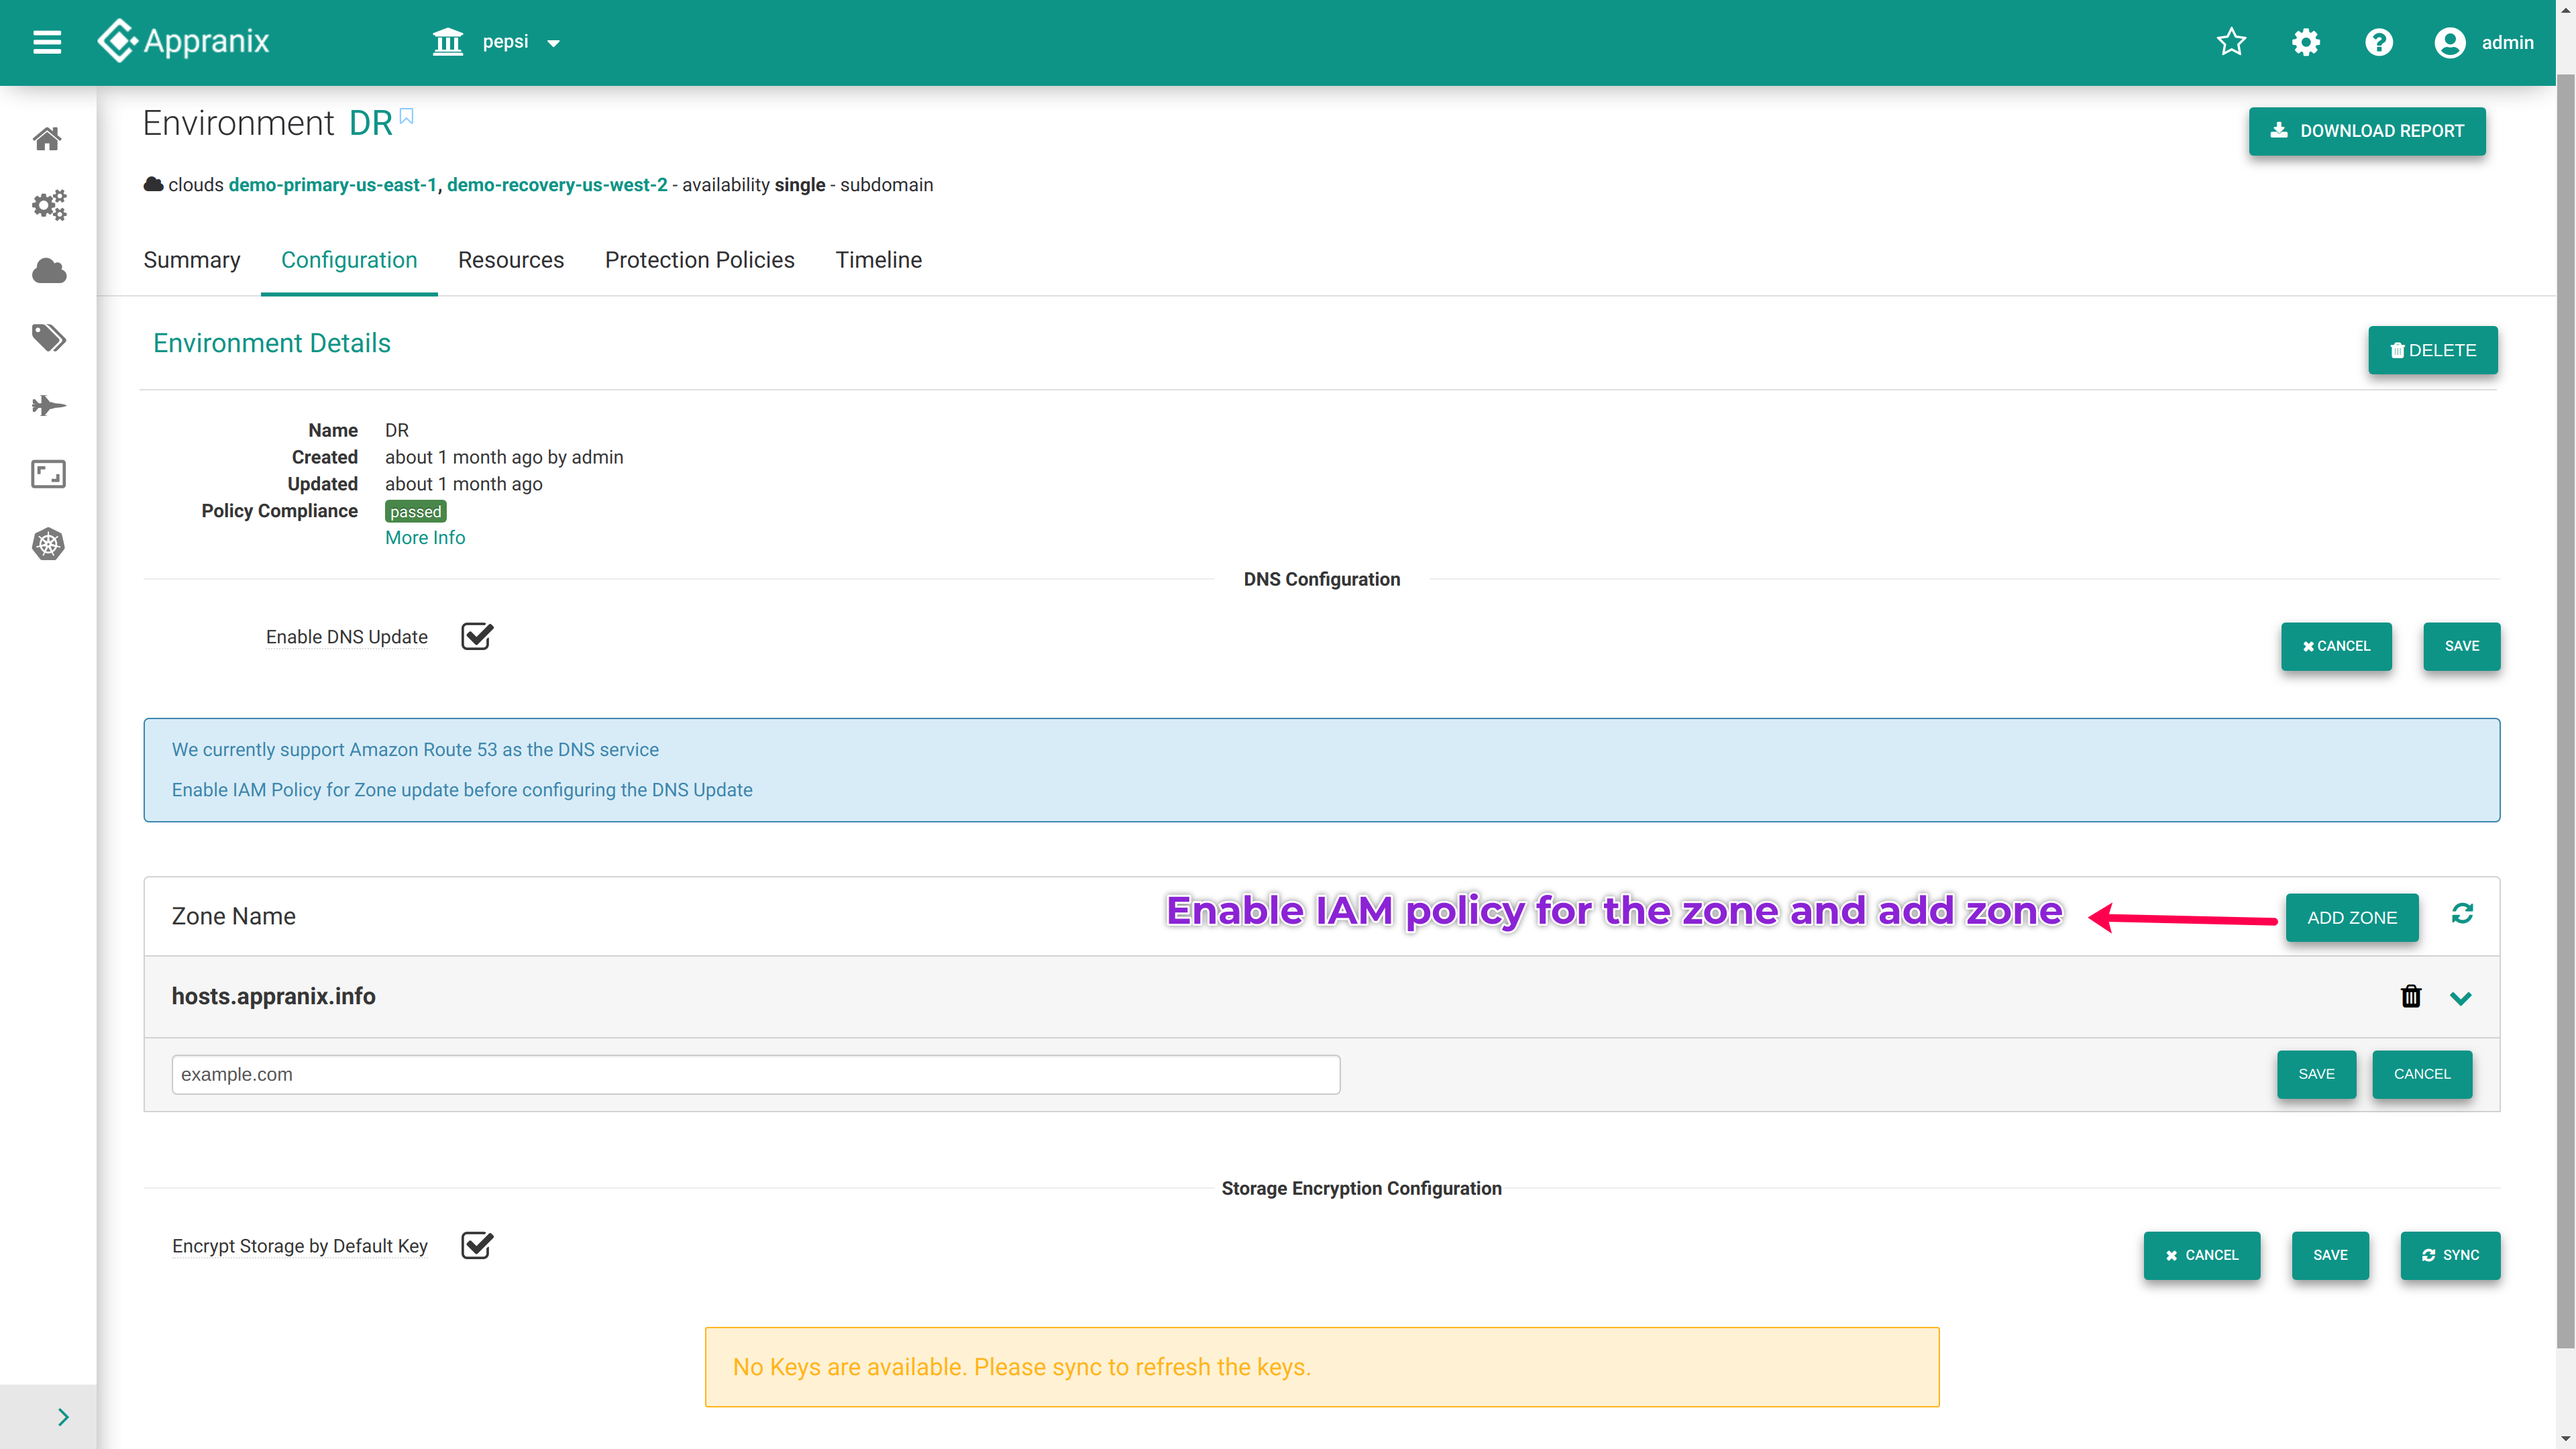 Appranix
pepsi
admin
Environment DR
DOWNLOAD REPORT
clouds demo-primary-us-east-1, demo-recovery-us-west-2 - availability single - subdomain
Summary Configuration Resources Protection Policies Timeline
Environment Details
DELETE
Name DR
Created about 1 month ago by admin
Updated about 1 month ago
Policy Compliance passed
More Info
DNS Configuration
Enable DNS Update
CANCEL SAVE
We currently support Amazon Route 53 as the DNS service
Enable IAM Policy for Zone update before configuring the DNS Update
Zone Name
Enable IAM policy for the zone and add zone
ADD ZONE
hosts.appranix.info
example.com
SAVE CANCEL
Storage Encryption Configuration
Encrypt Storage by Default Key
CANCEL SAVE SYNC
No Keys are available. Please sync to refresh the keys.